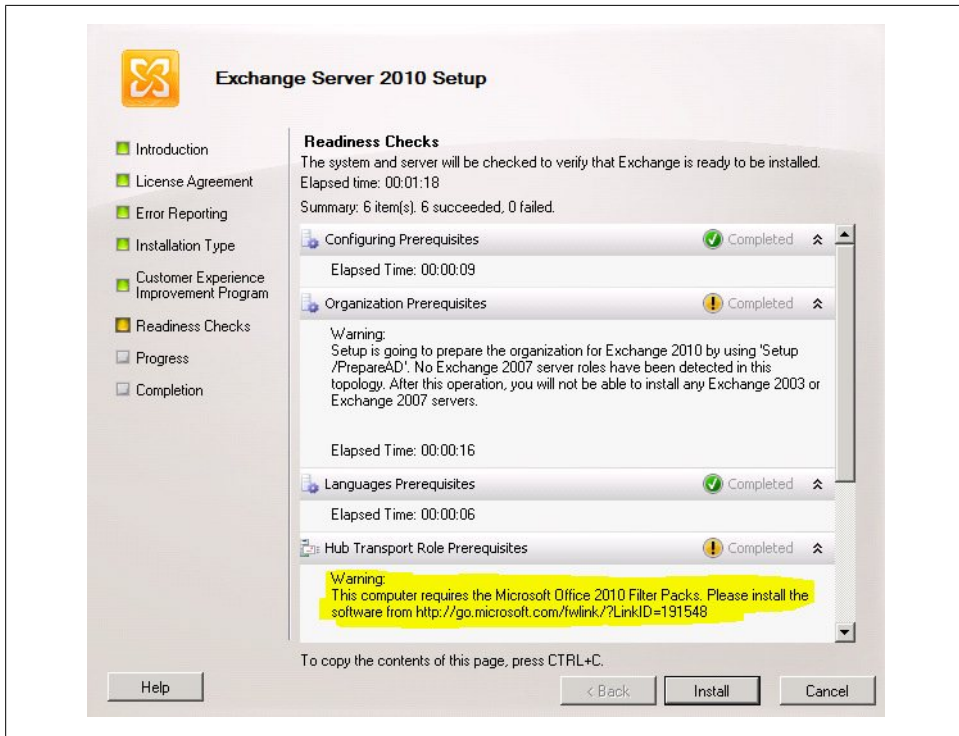 Exchange Server 2010 Setup
Introduction
License Agreement
Error Reporting
Installation Type
Customer Experience
Improvement Program
Readiness Checks
Progress
Completion
Readiness Checks
The system and server will be checked to verify that Exchange is ready to be installed.
Elapsed time: 00:01:18
Summary: 6 item(s). 6 succeeded, 0 failed.
Configuring Prerequisites Completed
Elapsed Time: 00:00:09
Organization Prerequisites Completed
Warning:
Setup is going to prepare the organization for Exchange 2010 by using 'Setup
/PrepareAD'. No Exchange 2007 server roles have been detected in this
topology. After this operation, you will not be able to install any Exchange 2003 or
Exchange 2007 servers.
Elapsed Time: 00:00:16
Languages Prerequisites Completed
Elapsed Time: 00:00:06
Hub Transport Role Prerequisites Completed
Warning:
This computer requires the Microsoft Office 2010 Filter Packs. Please install the
software from http://go.microsoft.com/fwlink/?LinkID=191548
To copy the contents of this page, press CTRL+C.
Help < Back Install Cancel